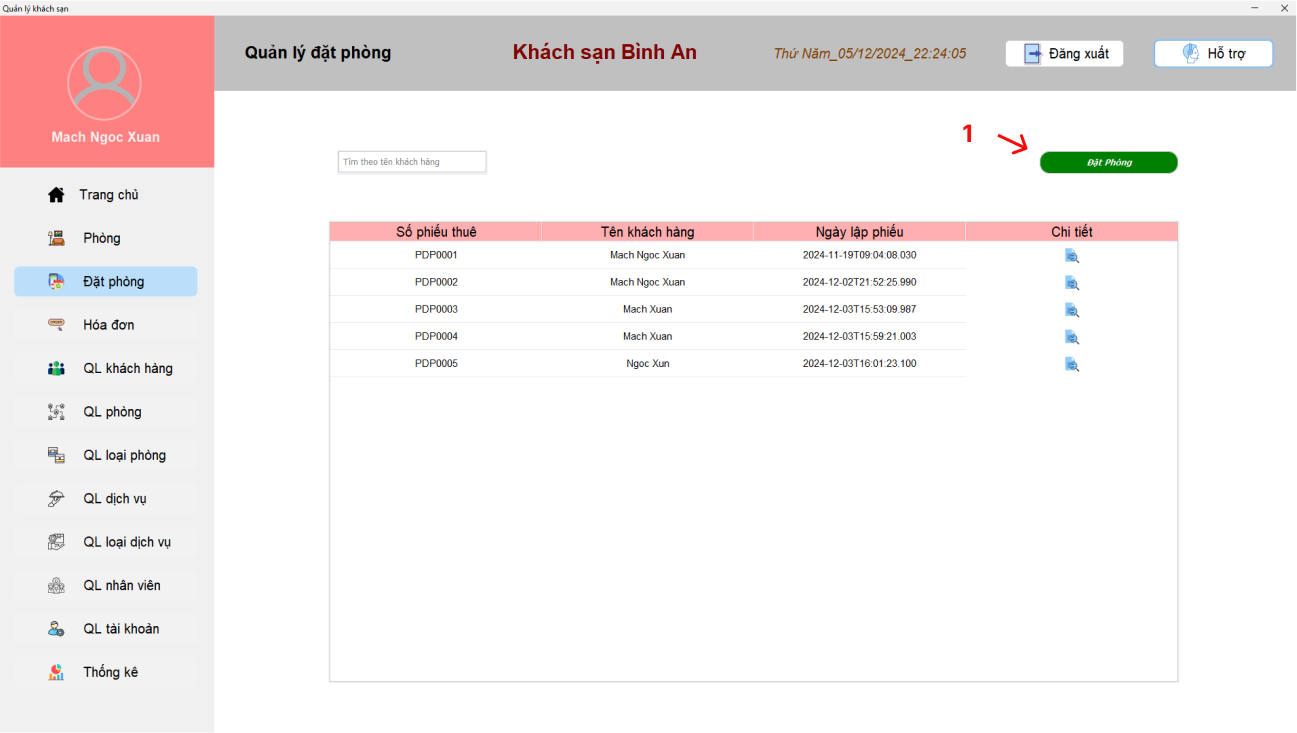 Quản lý khách sạn
Mach Ngoc Xuan
Quản lý đặt phòng
Khách sạn Bình An
Thứ Năm_05/12/2024_22:24:05
Đăng xuất
Hỗ trợ
Trang chủ
Phòng
Đặt phòng
Hóa đơn
QL khách hàng
QL phòng
QL loại phòng
QL dịch vụ
QL loại dịch vụ
QL nhân viên
QL tài khoản
Thống kê
1
Tìm theo tên khách hàng
Đặt Phòng
Số phiếu thuê Tên khách hàng Ngày lập phiếu Chi tiết
PDP0001 Mach Ngoc Xuan 2024-11-19T09:04:08.030
PDP0002 Mach Ngoc Xuan 2024-12-02T21:52:25.990
PDP0003 Mach Xuan 2024-12-03T15:53:09.987
PDP0004 Mach Xuan 2024-12-03T15:59:21.003
PDP0005 Ngoc Xun 2024-12-03T16:01:23.100